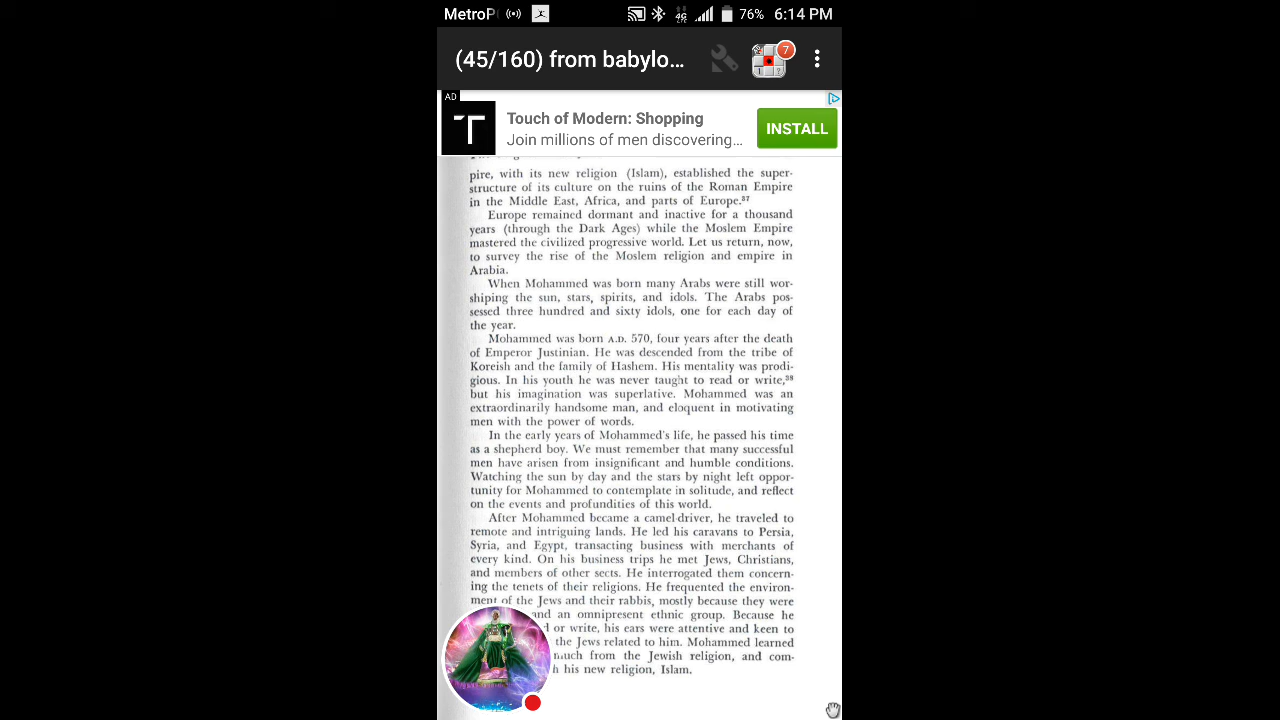 MetroP
4G
LTE
76%
6:14 PM
(45/160) from babylo...
7
AD
T
Touch of Modern: Shopping
Join millions of men discovering...
INSTALL
pire, with its new religion (Islam), established the super-
structure of its culture on the ruins of the Roman Empire
in the Middle East, Africa, and parts of Europe.³⁷
Europe remained dormant and inactive for a thousand
years (through the Dark Ages) while the Moslem Empire
mastered the civilized progressive world. Let us return, now,
to survey the rise of the Moslem religion and empire in
Arabia.
When Mohammed was born many Arabs were still wor-
shiping the sun, stars, spirits, and idols. The Arabs pos-
sessed three hundred and sixty idols, one for each day of
the year.
Mohammed was born A.D. 570, four years after the death
of Emperor Justinian. He was descended from the tribe of
Koreish and the family of Hashem. His mentality was prodi-
gious. In his youth he was never taught to read or write,³⁸
but his imagination was superlative. Mohammed was an
extraordinarily handsome man, and eloquent in motivating
men with the power of words.
In the early years of Mohammed's life, he passed his time
as a shepherd boy. We must remember that many successful
men have arisen from insignificant and humble conditions.
Watching the sun by day and the stars by night left oppor-
tunity for Mohammed to contemplate in solitude, and reflect
on the events and profundities of this world.
After Mohammed became a camel-driver, he traveled to
remote and intriguing lands. He led his caravans to Persia,
Syria, and Egypt, transacting business with merchants of
every kind. On his business trips he met Jews, Christians,
and members of other sects. He interrogated them concern-
ing the tenets of their religions. He frequented the environ-
ment of the Jews and their rabbis, mostly because they were
and an omnipresent ethnic group. Because he
or write, his ears were attentive and keen to
the Jews related to him. Mohammed learned
much from the Jewish religion, and com-
his new religion, Islam.